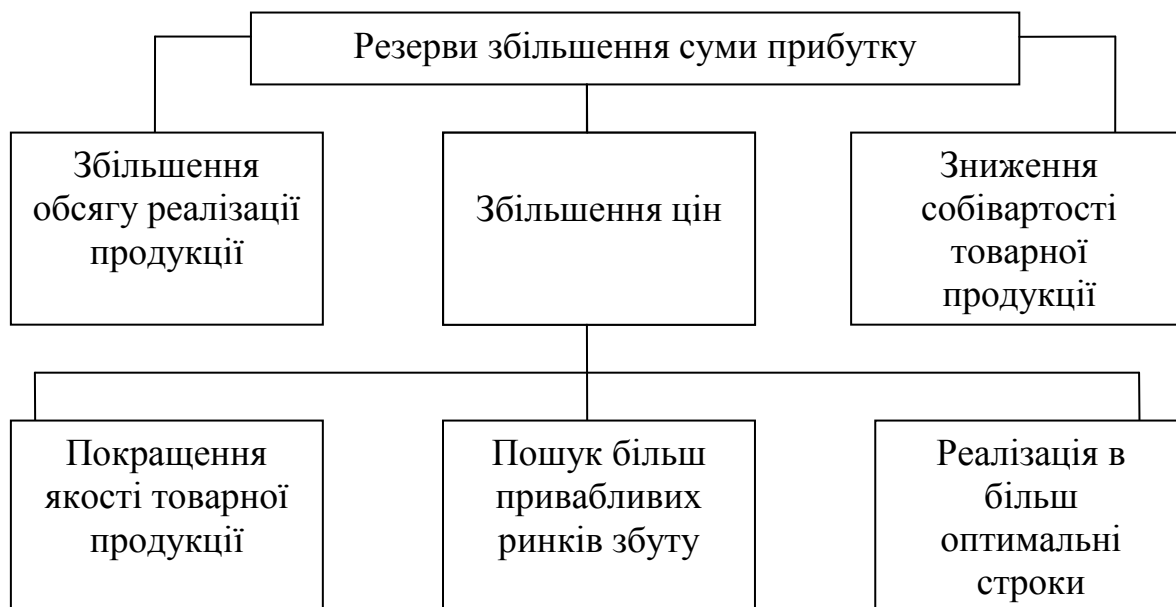 Резерви збільшення суми прибутку
Збільшення
обсягу реалізації
продукції
Збільшення цін
Зниження
собівартості
товарної
продукції
Покращення
якості товарної
продукції
Пошук більш
привабливих
ринків збуту
Реалізація в
більш
оптимальні
строки